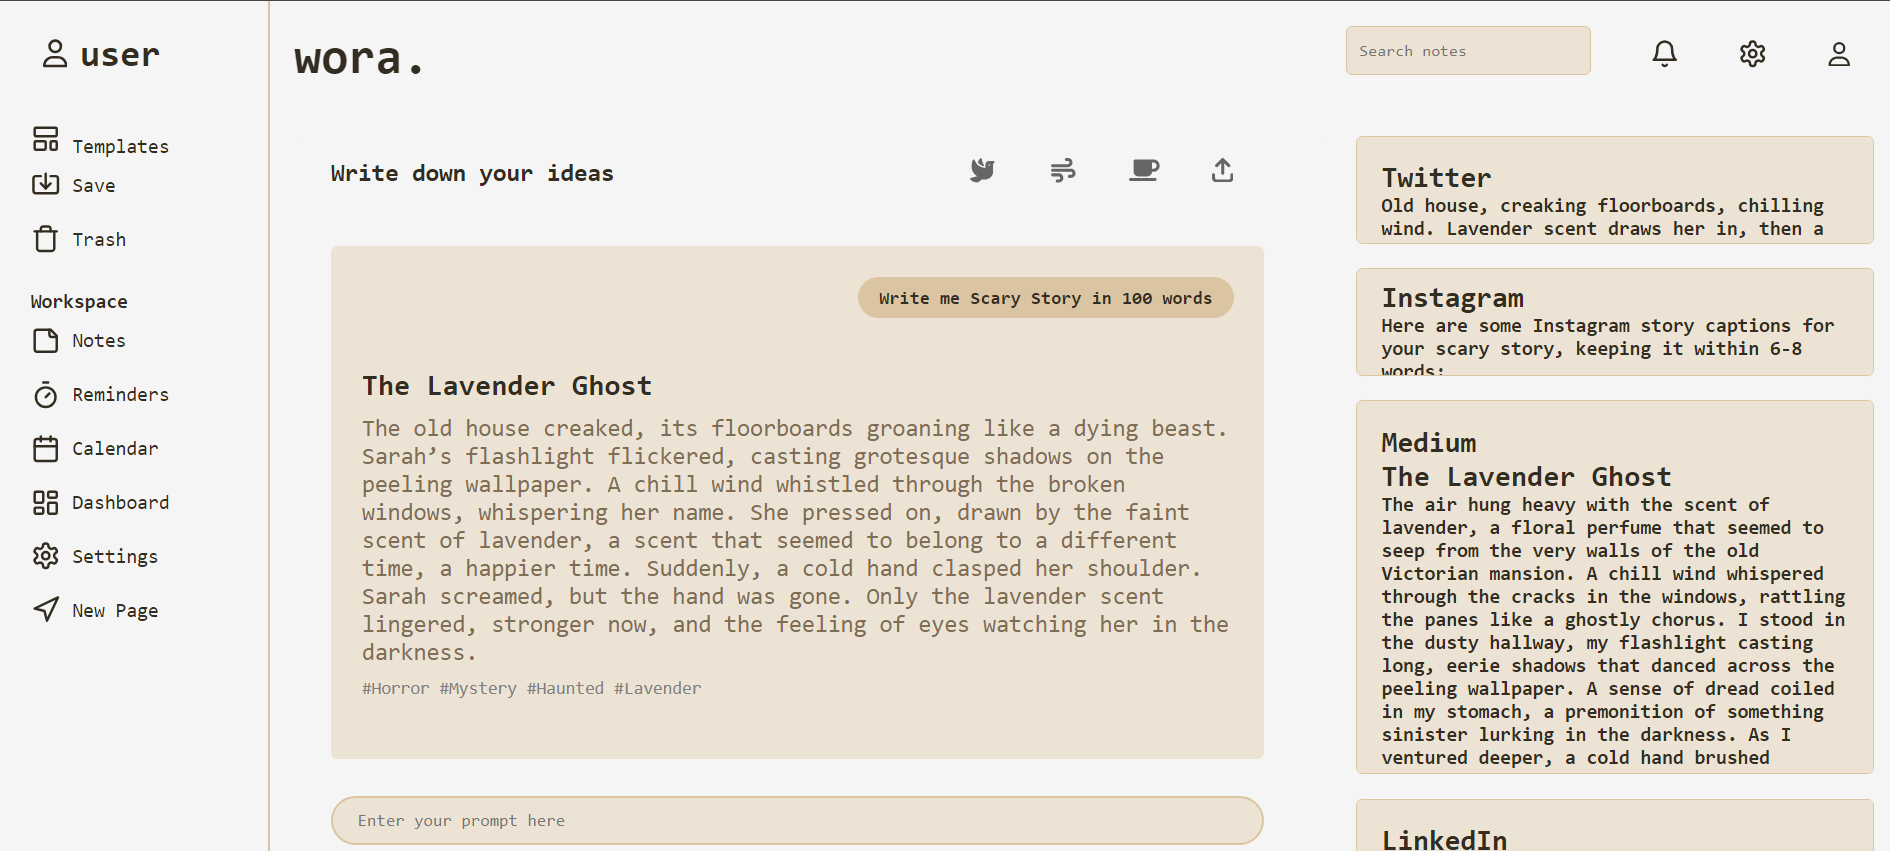 user
Templates
Save
Trash
Workspace
Notes
Reminders
Calendar
Dashboard
Settings
New Page
wora.
Search notes
Write down your ideas
Write me Scary Story in 100 words
The Lavender Ghost
The old house creaked, its floorboards groaning like a dying beast.
Sarah’s flashlight flickered, casting grotesque shadows on the
peeling wallpaper. A chill wind whistled through the broken
windows, whispering her name. She pressed on, drawn by the faint
scent of lavender, a scent that seemed to belong to a different
time, a happier time. Suddenly, a cold hand clasped her shoulder.
Sarah screamed, but the hand was gone. Only the lavender scent
lingered, stronger now, and the feeling of eyes watching her in the
darkness.
#Horror #Mystery #Haunted #Lavender
Enter your prompt here
Twitter
Old house, creaking floorboards, chilling
wind. Lavender scent draws her in, then a
Instagram
Here are some Instagram story captions for
your scary story, keeping it within 6-8
words:
Medium
The Lavender Ghost
The air hung heavy with the scent of
lavender, a floral perfume that seemed to
seep from the very walls of the old
Victorian mansion. A chill wind whispered
through the cracks in the windows, rattling
the panes like a ghostly chorus. I stood in
the dusty hallway, my flashlight casting
long, eerie shadows that danced across the
peeling wallpaper. A sense of dread coiled
in my stomach, a premonition of something
sinister lurking in the darkness. As I
ventured deeper, a cold hand brushed
LinkedIn